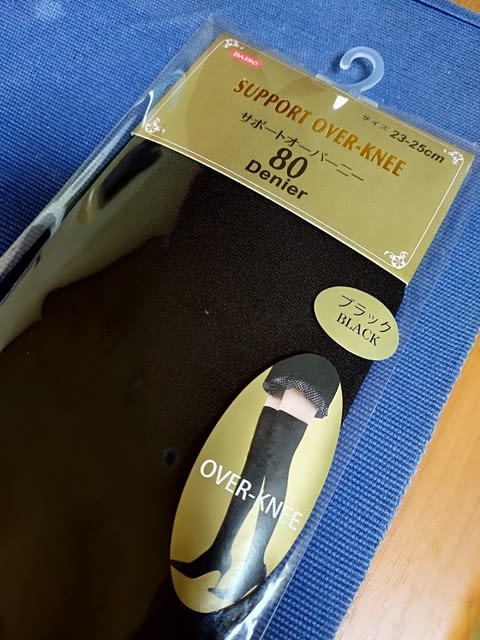 DAISO
SUPPORT OVER-KNEE
サイズ 23-25cm
サポートオーバーニー
80
Denier
ブラック
BLACK
OVER-KNEE